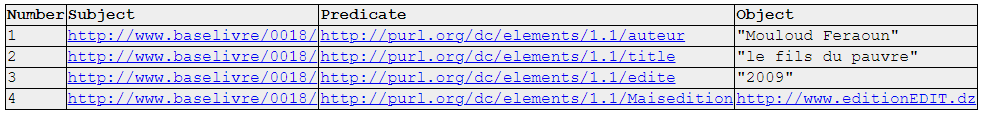 Number Subject Predicate Object
1 http://www.baselivre/0018/ http://purl.org/dc/elements/1.1/auteur "Mouloud Feraoun"
2 http://www.baselivre/0018/ http://purl.org/dc/elements/1.1/title "le fils du pauvre"
3 http://www.baselivre/0018/ http://purl.org/dc/elements/1.1/edite "2009"
4 http://www.baselivre/0018/ http://purl.org/dc/elements/1.1/Maisedition http://www.editionEDIT.dz